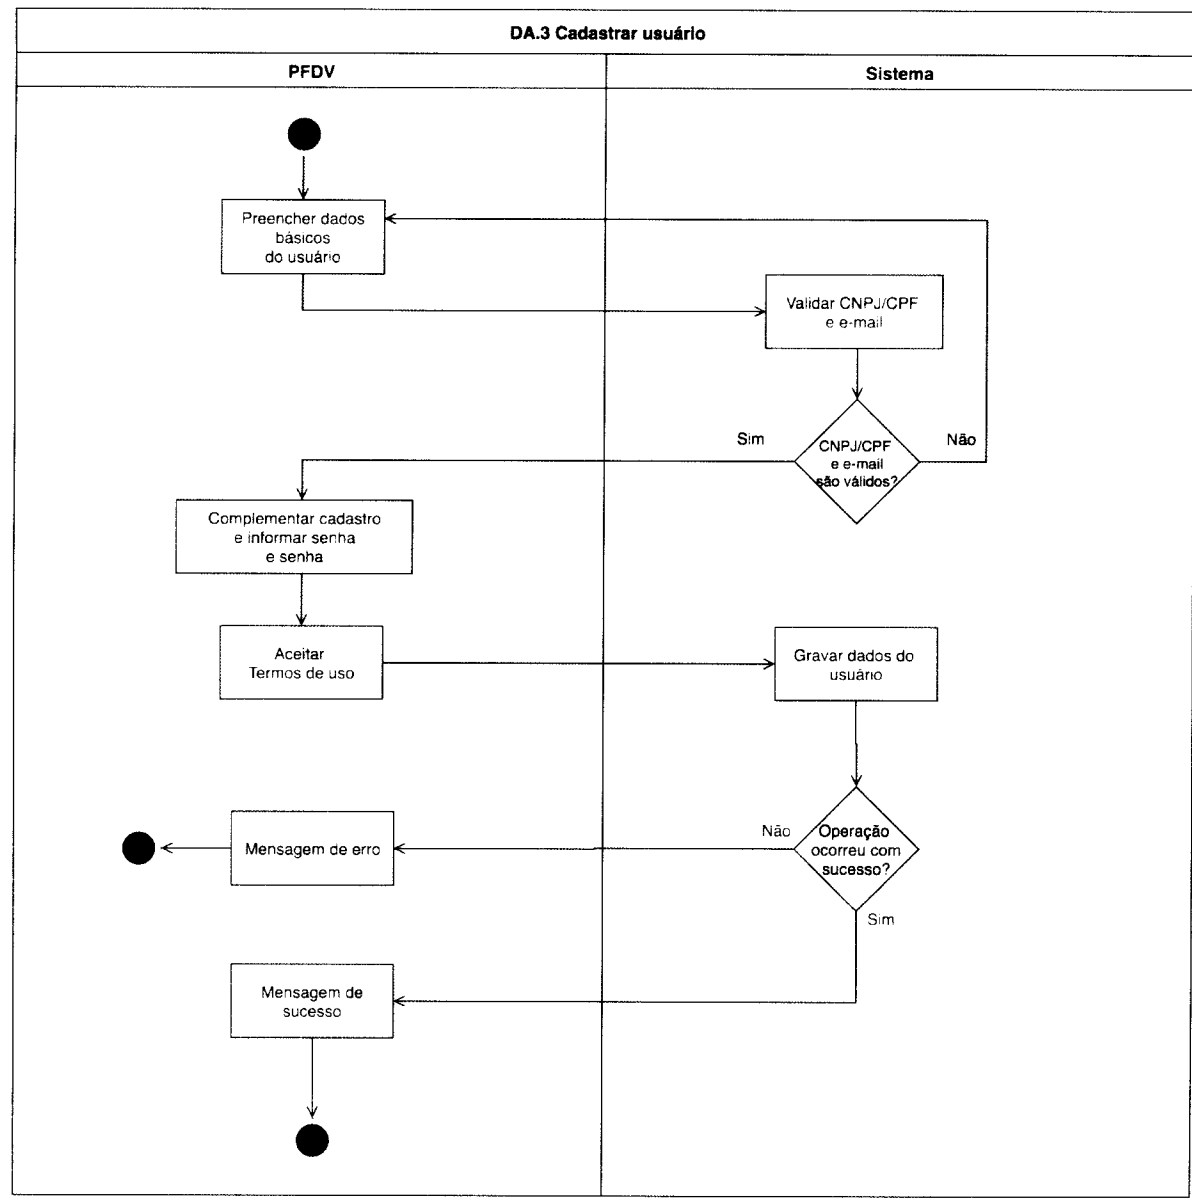 DA.3 Cadastrar usuário
PFDV
Sistema
Preencher dados
básicos
do usuário
Validar CNPJ/CPF
e e-mail
Sim
CNPJ/CPF
e e-mail
são válidos?
Não
Complementar cadastro
e informar senha
e senha
Aceitar
Termos de uso
Gravar dados do
usuário
Mensagem de erro
Não
Operação
ocorreu com
sucesso?
Sim
Mensagem de
sucesso